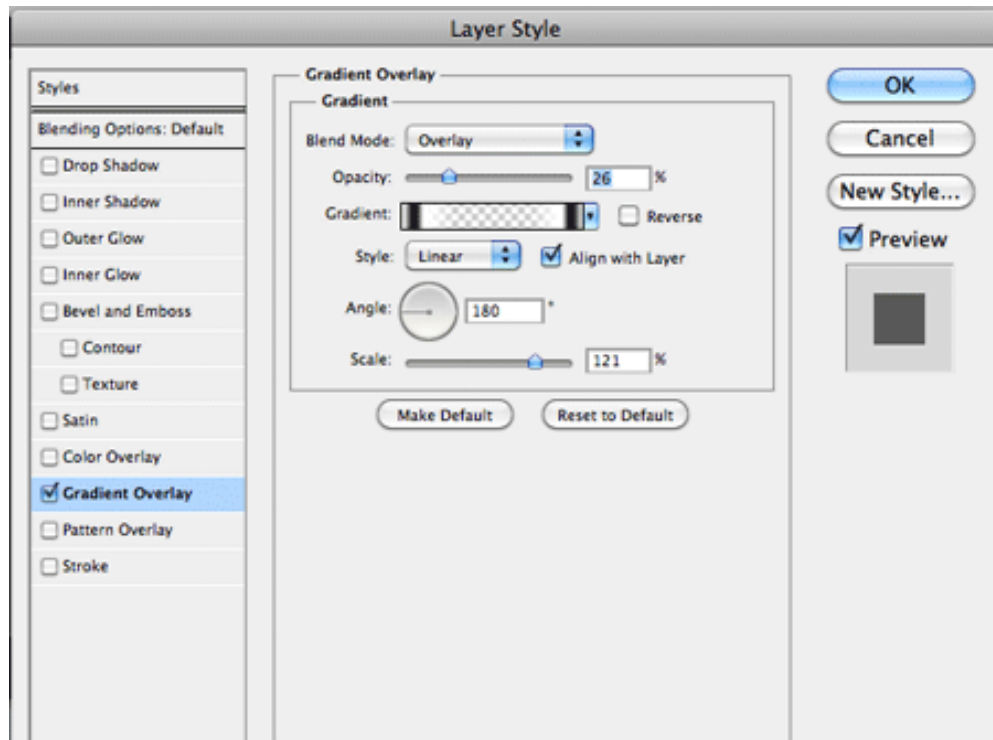 Layer Style
Styles
Blending Options: Default
Drop Shadow
Inner Shadow
Outer Glow
Inner Glow
Bevel and Emboss
Contour
Texture
Satin
Color Overlay
Gradient Overlay
Pattern Overlay
Stroke
Gradient Overlay
Gradient
Blend Mode: Overlay
Opacity: 26 %
Gradient: Reverse
Style: Linear Align with Layer
Angle: 180 °
Scale: 121 %
Make Default Reset to Default
OK
Cancel
New Style...
Preview